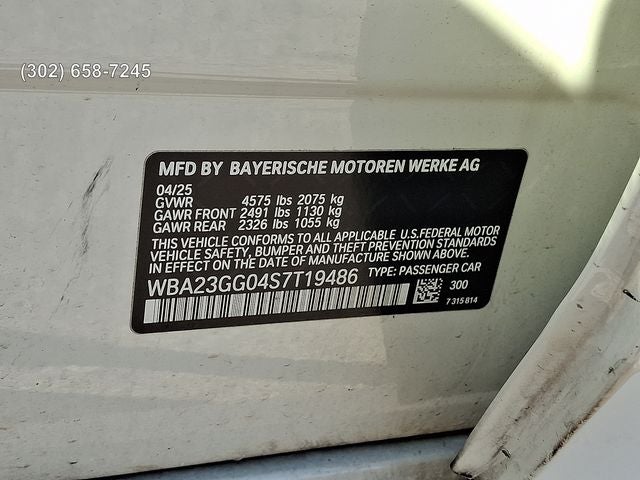 (302) 658-7245
MFD BY BAYERISCHE MOTOREN WERKE AG
04/25
GVWR 4575 lbs 2075 kg
GAWR FRONT 2491 lbs 1130 kg
GAWR REAR 2326 lbs 1055 kg
THIS VEHICLE CONFORMS TO ALL APPLICABLE U.S.FEDERAL MOTOR
VEHICLE SAFETY, BUMPER AND THEFT PREVENTION STANDARDS
IN EFFECT ON THE DATE OF MANUFACTURE SHOWN ABOVE.
WBA23GG04S7T19486 TYPE: PASSENGER CAR
300
7 315 814